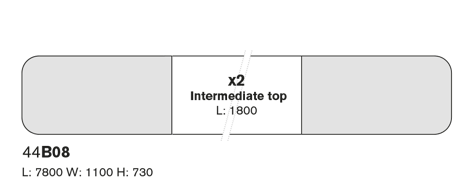 x2
Intermediate top
L: 1800
44B08
L: 7800 W: 1100 H: 730